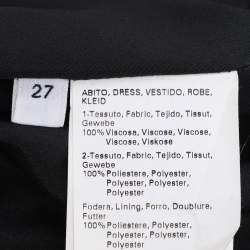 27
ABITO, DRESS, VESTIDO, ROBE,
KLEID
1-Tessuto, Fabric, Tejido, Tissut,
Gewebe
100% Viscosa, Viscose, Viscose,
Viscose, Viskose
2-Tessuto, Fabric, Tejido, Tissut,
Gewebe
100% Poliestere, Polyester,
Polyester, Polyester,
Polyester
Fodera, Lining, Forro, Doublure,
Futter
100% Poliestere, Polyester,
Polyester, Polyester,
Polyester